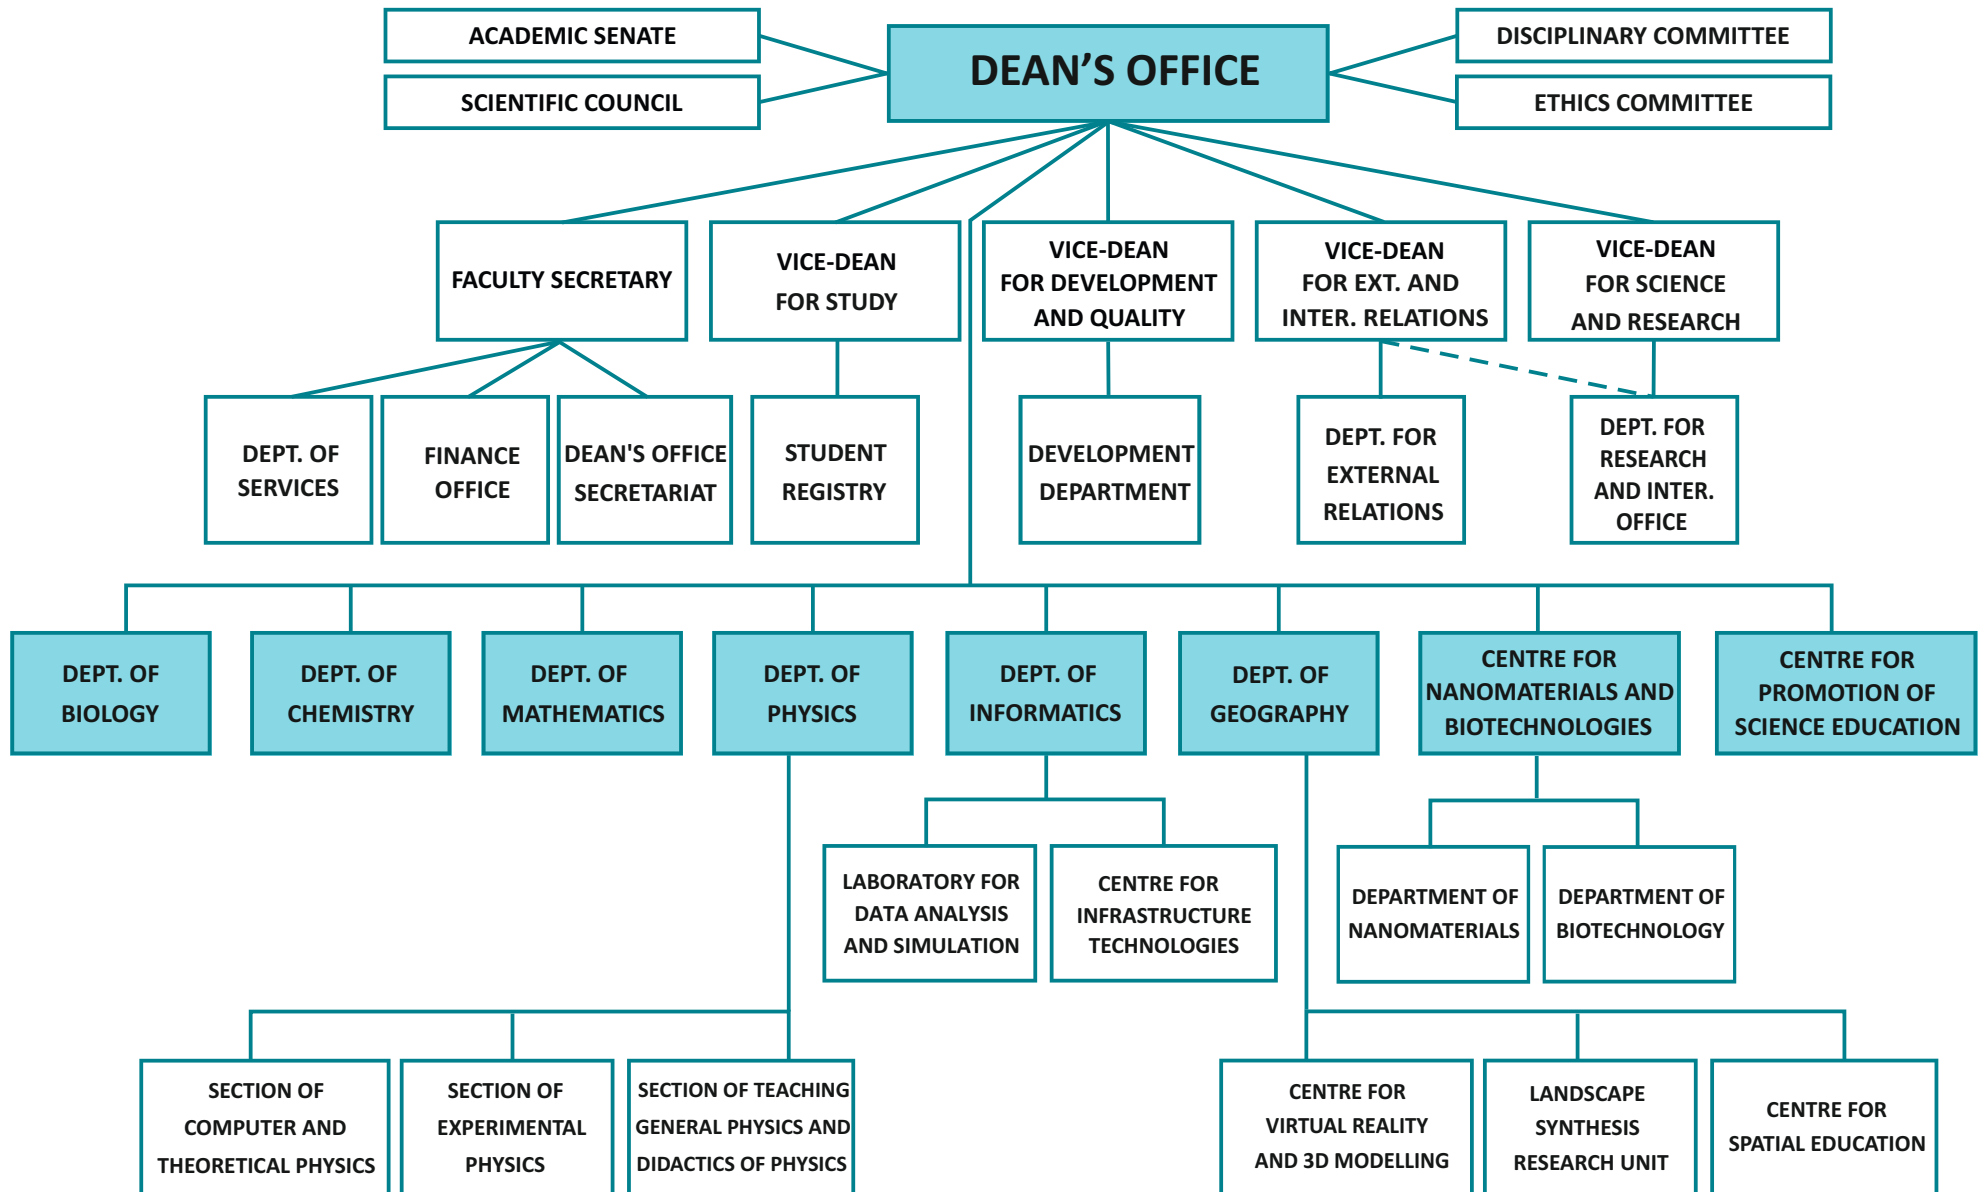 ACADEMIC SENATE
SCIENTIFIC COUNCIL
DEAN’S OFFICE
DISCIPLINARY COMMITTEE
ETHICS COMMITTEE
FACULTY SECRETARY
VICE-DEAN
FOR STUDY
VICE-DEAN
FOR DEVELOPMENT
AND QUALITY
VICE-DEAN
FOR EXT. AND
INTER. RELATIONS
VICE-DEAN
FOR SCIENCE
AND RESEARCH
DEPT. OF
SERVICES
FINANCE
OFFICE
DEAN'S OFFICE
SECRETARIAT
STUDENT
REGISTRY
DEVELOPMENT
DEPARTMENT
DEPT. FOR
EXTERNAL
RELATIONS
DEPT. FOR
RESEARCH
AND INTER.
OFFICE
DEPT. OF
BIOLOGY
DEPT. OF
CHEMISTRY
DEPT. OF
MATHEMATICS
DEPT. OF
PHYSICS
DEPT. OF
INFORMATICS
DEPT. OF
GEOGRAPHY
CENTRE FOR
NANOMATERIALS AND
BIOTECHNOLOGIES
CENTRE FOR
PROMOTION OF
SCIENCE EDUCATION
LABORATORY FOR
DATA ANALYSIS
AND SIMULATION
CENTRE FOR
INFRASTRUCTURE
TECHNOLOGIES
DEPARTMENT OF
NANOMATERIALS
DEPARTMENT OF
BIOTECHNOLOGY
SECTION OF
COMPUTER AND
THEORETICAL PHYSICS
SECTION OF
EXPERIMENTAL
PHYSICS
SECTION OF TEACHING
GENERAL PHYSICS AND
DIDACTICS OF PHYSICS
CENTRE FOR
VIRTUAL REALITY
AND 3D MODELLING
LANDSCAPE
SYNTHESIS
RESEARCH UNIT
CENTRE FOR
SPATIAL EDUCATION